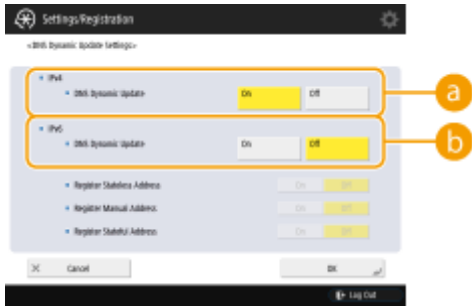 Settings/Registration
<DNS Dynamic Update Settings>
IPv4
DNS Dynamic Update On Off
a
IPv6
DNS Dynamic Update On Off
b
Register Stateless Address On Off
Register Manual Address On Off
Register Stateful Address On Off
Cancel OK
Log Out